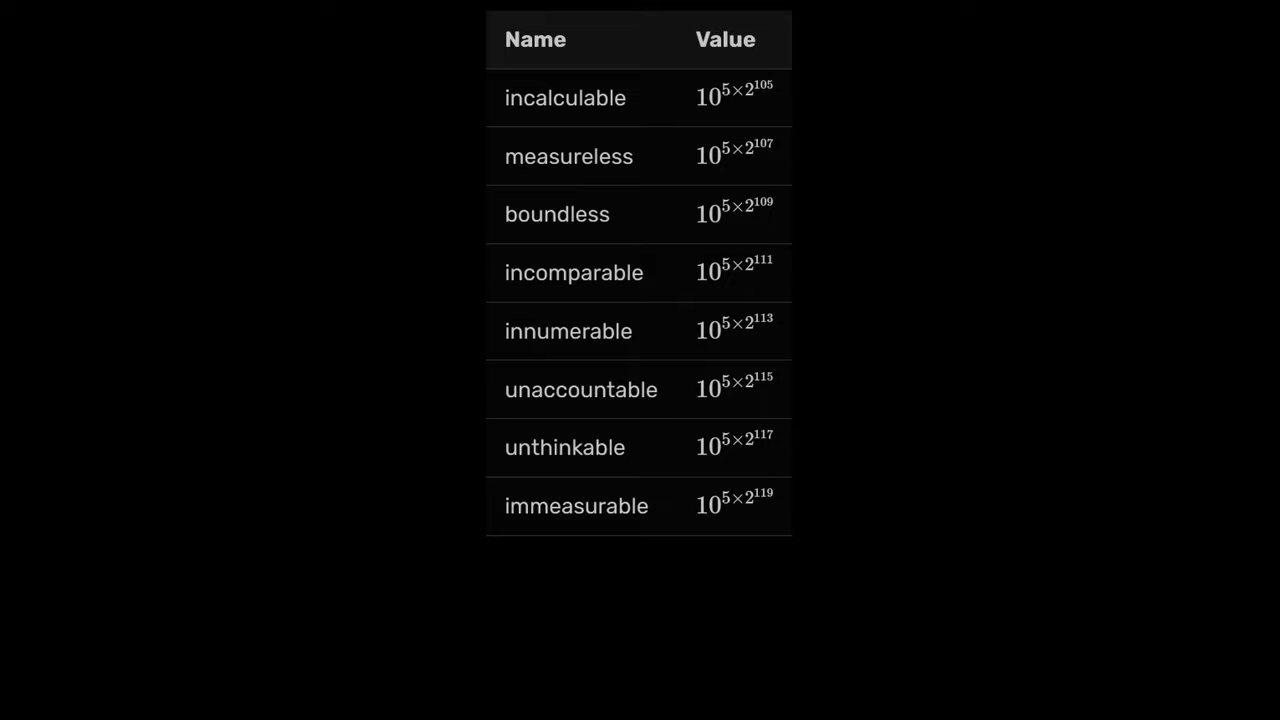 Name Value
incalculable 10^{5×2^{105}}
measureless 10^{5×2^{107}}
boundless 10^{5×2^{109}}
incomparable 10^{5×2^{111}}
innumerable 10^{5×2^{113}}
unaccountable 10^{5×2^{115}}
unthinkable 10^{5×2^{117}}
immeasurable 10^{5×2^{119}}